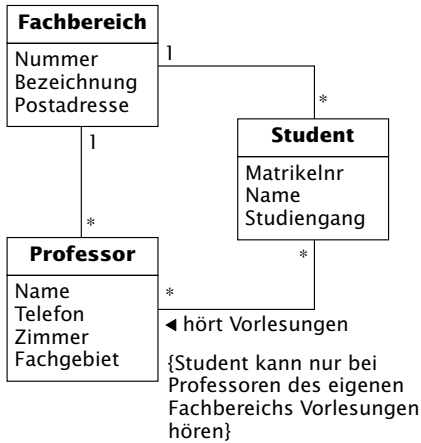 Fachbereich
Nummer
Bezeichnung
Postadresse
1
*
Student
Matrikelnr
Name
Studiengang
*
1
*
Professor
Name
Telefon
Zimmer
Fachgebiet
*
◄ hört Vorlesungen
{Student kann nur bei
Professoren des eigenen
Fachbereichs Vorlesungen
hören}